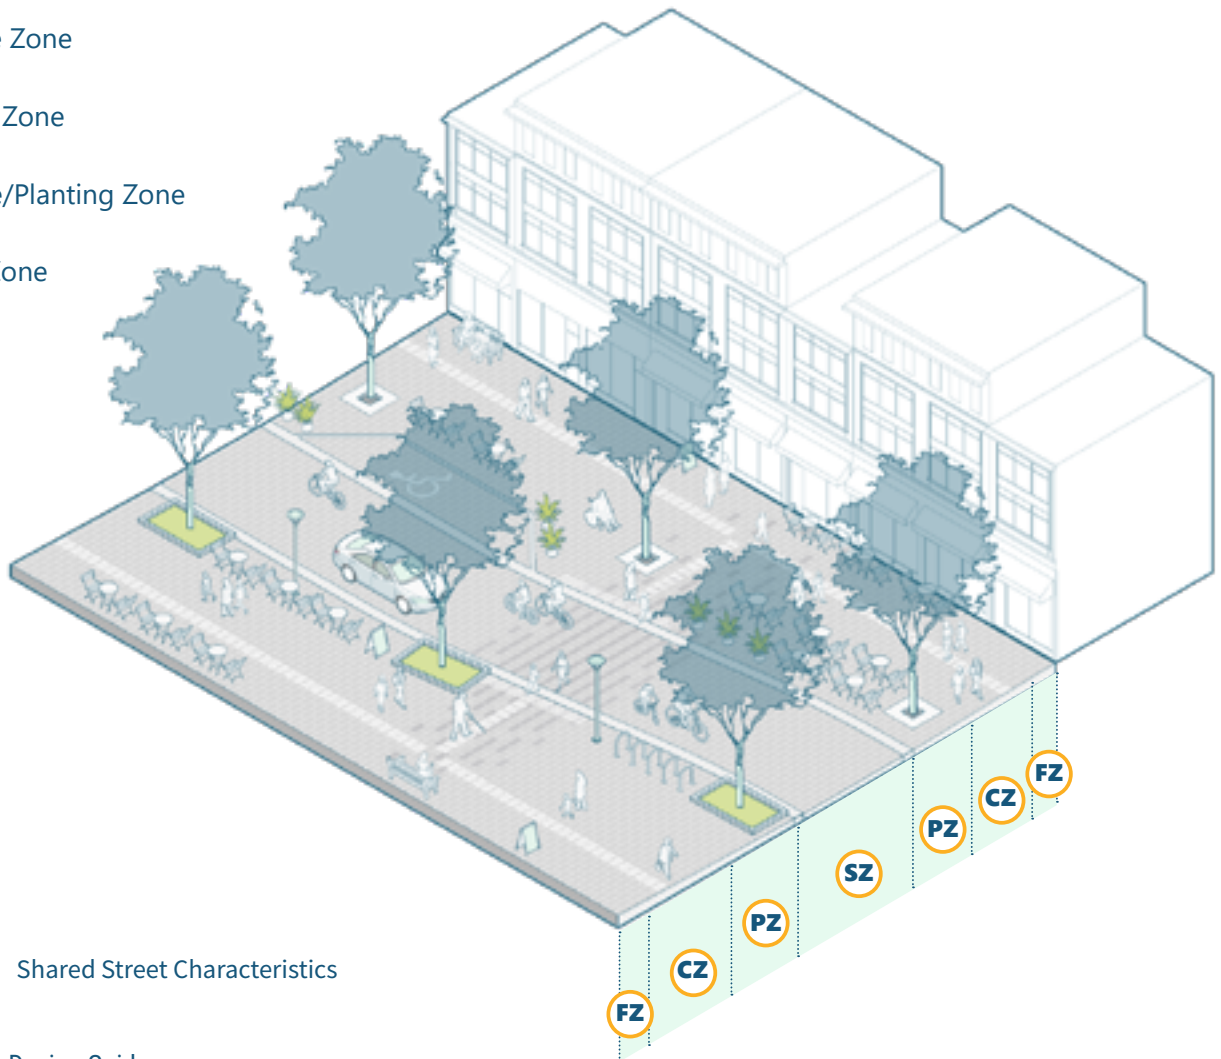 Zone
Zone
/Planting Zone
one
FZ
CZ
PZ
SZ
PZ
CZ
FZ
Shared Street Characteristics